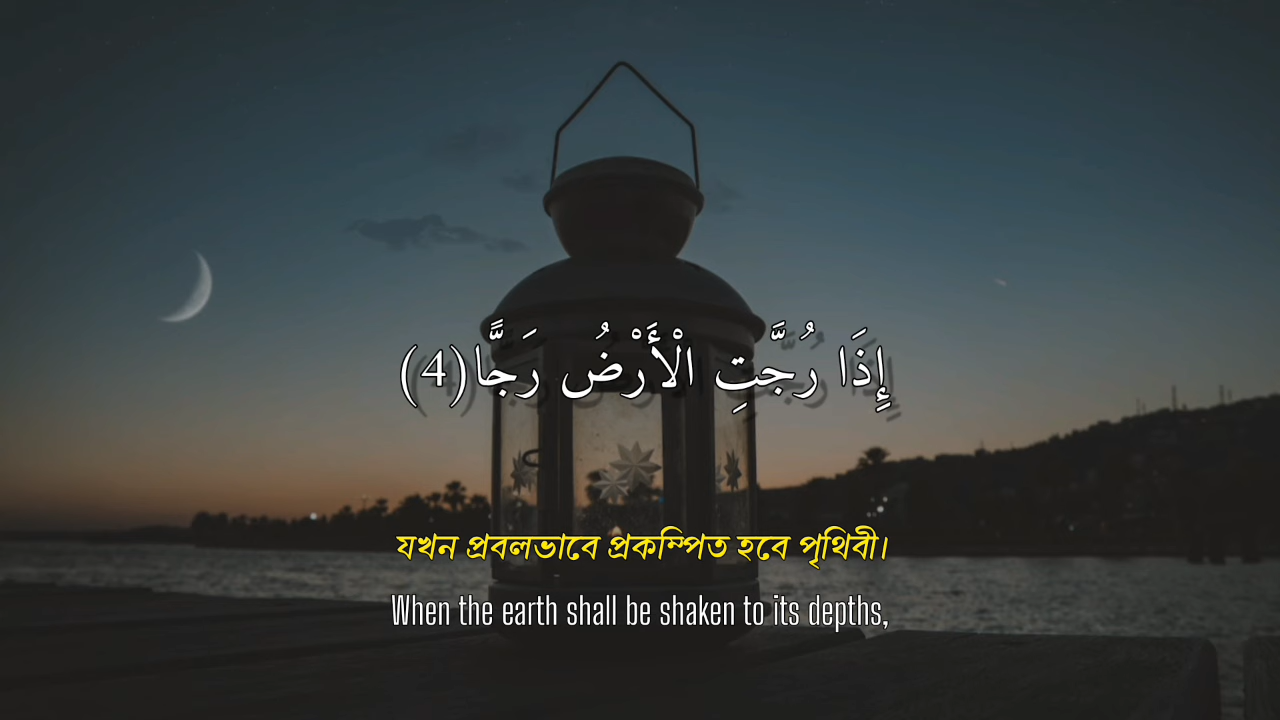 إِذَا رُجَّتِ الْأَرْضُ رَجًّا(4)
যখন প্রবলভাবে প্রকম্পিত হবে পৃথিবী।
When the earth shall be shaken to its depths,